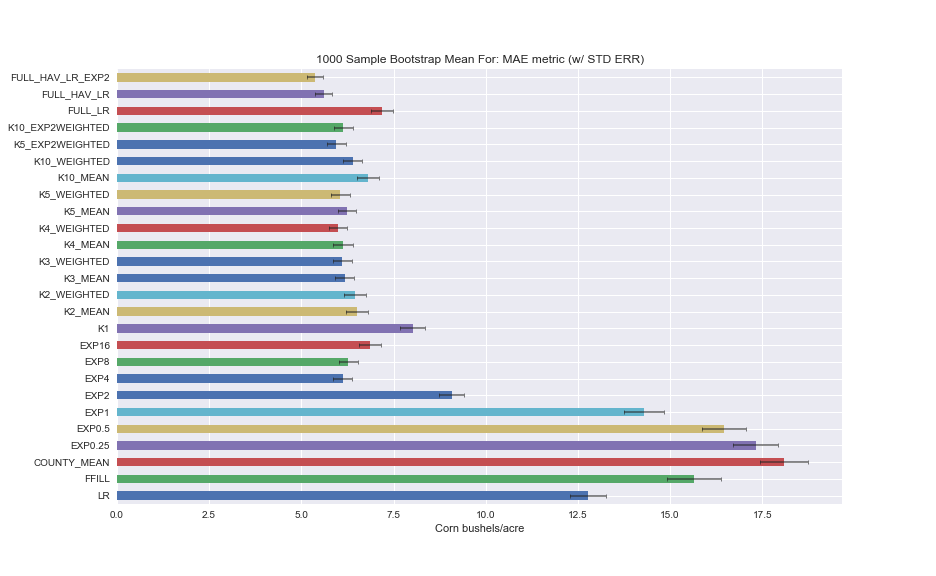 1000 Sample Bootstrap Mean For: MAE metric (w/ STD ERR)
FULL_HAV_LR_EXP2
FULL_HAV_LR
FULL_LR
K10_EXP2WEIGHTED
K5_EXP2WEIGHTED
K10_WEIGHTED
K10_MEAN
K5_WEIGHTED
K5_MEAN
K4_WEIGHTED
K4_MEAN
K3_WEIGHTED
K3_MEAN
K2_WEIGHTED
K2_MEAN
K1
EXP16
EXP8
EXP4
EXP2
EXP1
EXP0.5
EXP0.25
COUNTY_MEAN
FFILL
LR
0.0 2.5 5.0 7.5 10.0 12.5 15.0 17.5
Corn bushels/acre